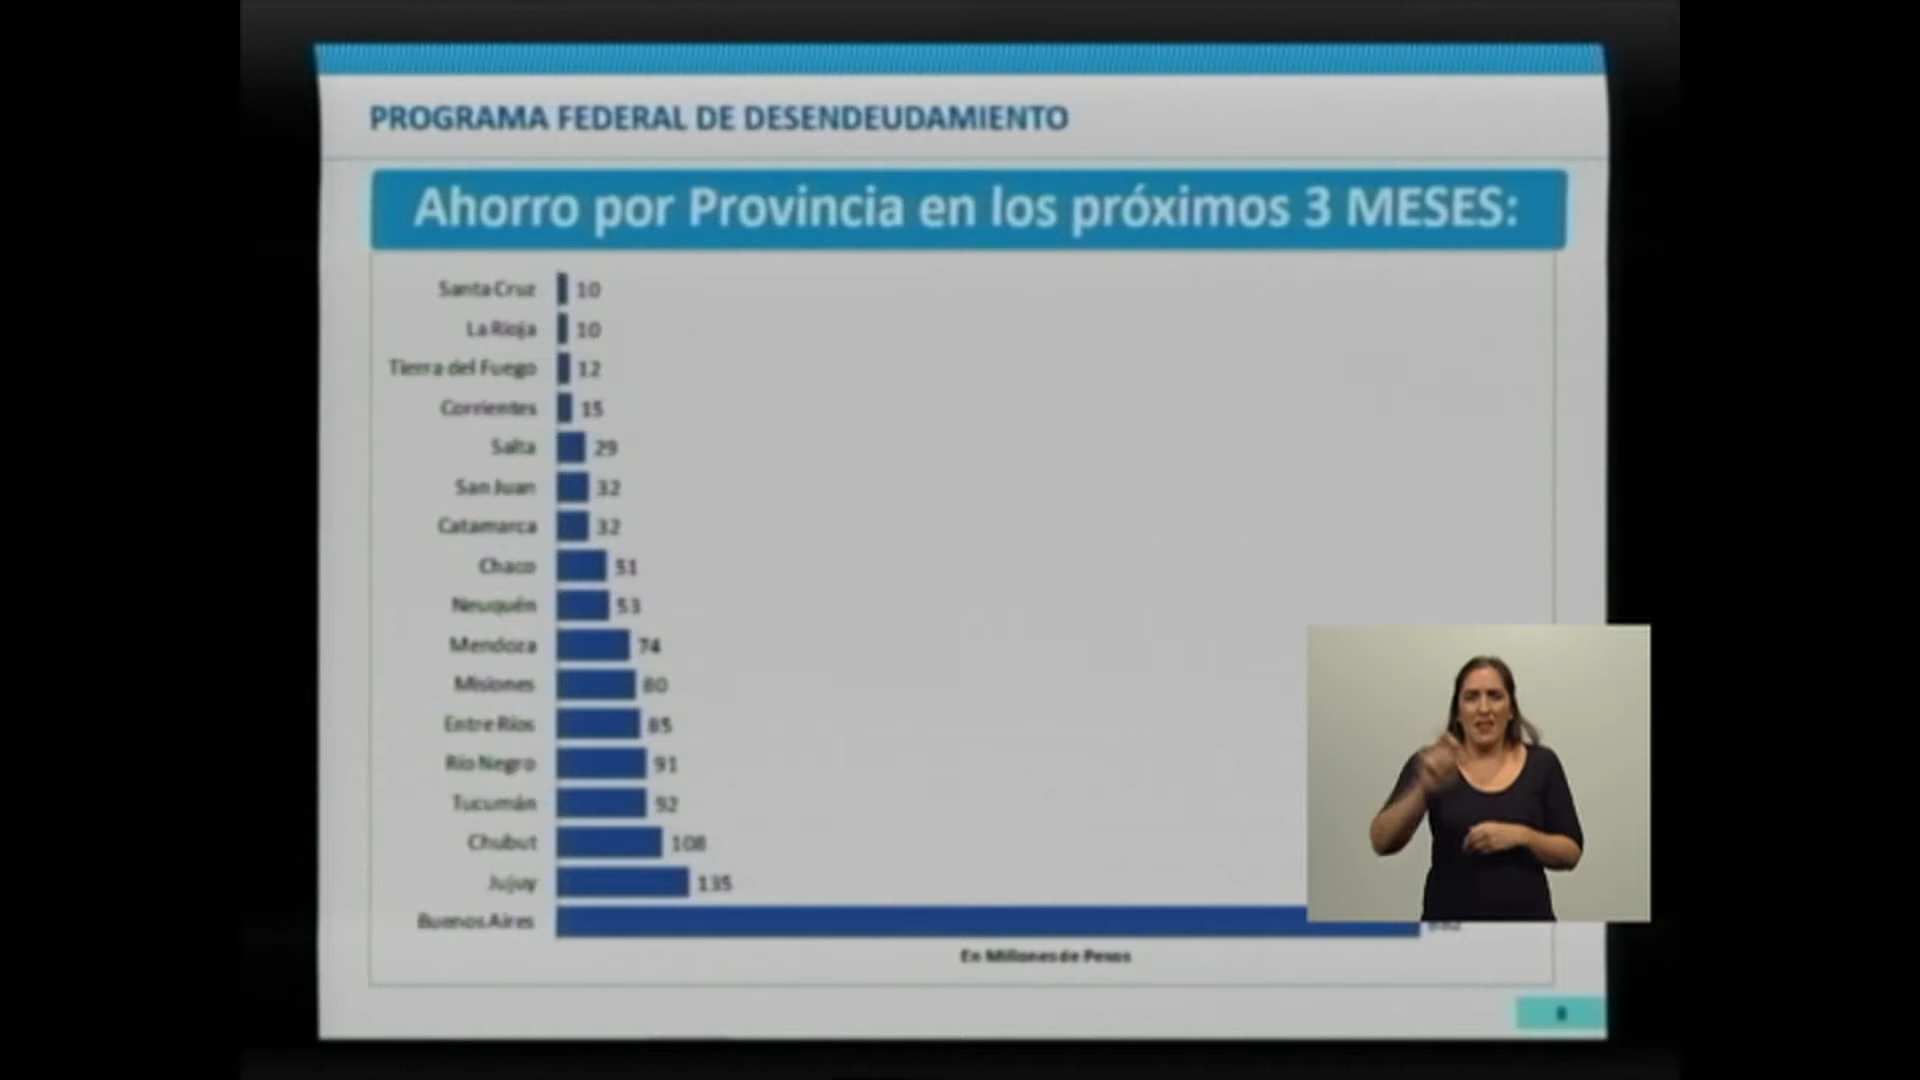 PROGRAMA FEDERAL DE DESENDEUDAMIENTO
Ahorro por Provincia en los próximos 3 MESES:
Santa Cruz 10
La Rioja 10
Tierra del Fuego 12
Corrientes 15
Salta 29
San Juan 32
Catamarca 32
Chaco 51
Neuquén 53
Mendoza 74
Misiones 80
Entre Ríos 85
Río Negro 91
Tucumán 92
Chubut 108
Jujuy 135
Buenos Aires
En Millones de Pesos
8